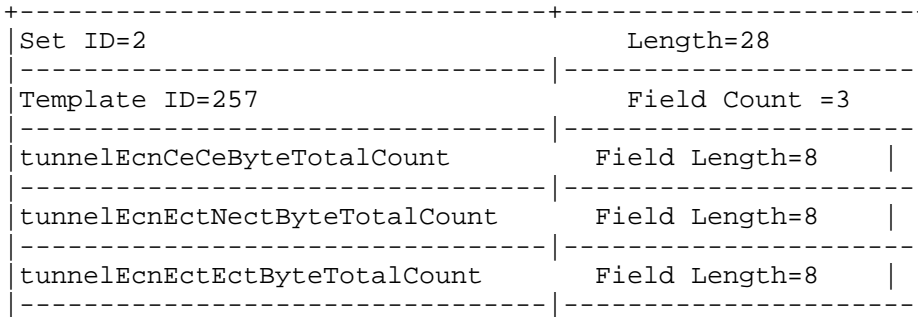 +---------------------------------+----------------------
|Set ID=2 Length=28
|---------------------------------|----------------------
|Template ID=257 Field Count =3
|---------------------------------|----------------------
|tunnelEcnCeCeByteTotalCount Field Length=8 |
|---------------------------------|----------------------
|tunnelEcnEctNectByteTotalCount Field Length=8 |
|---------------------------------|----------------------
|tunnelEcnEctEctByteTotalCount Field Length=8 |
|---------------------------------|----------------------